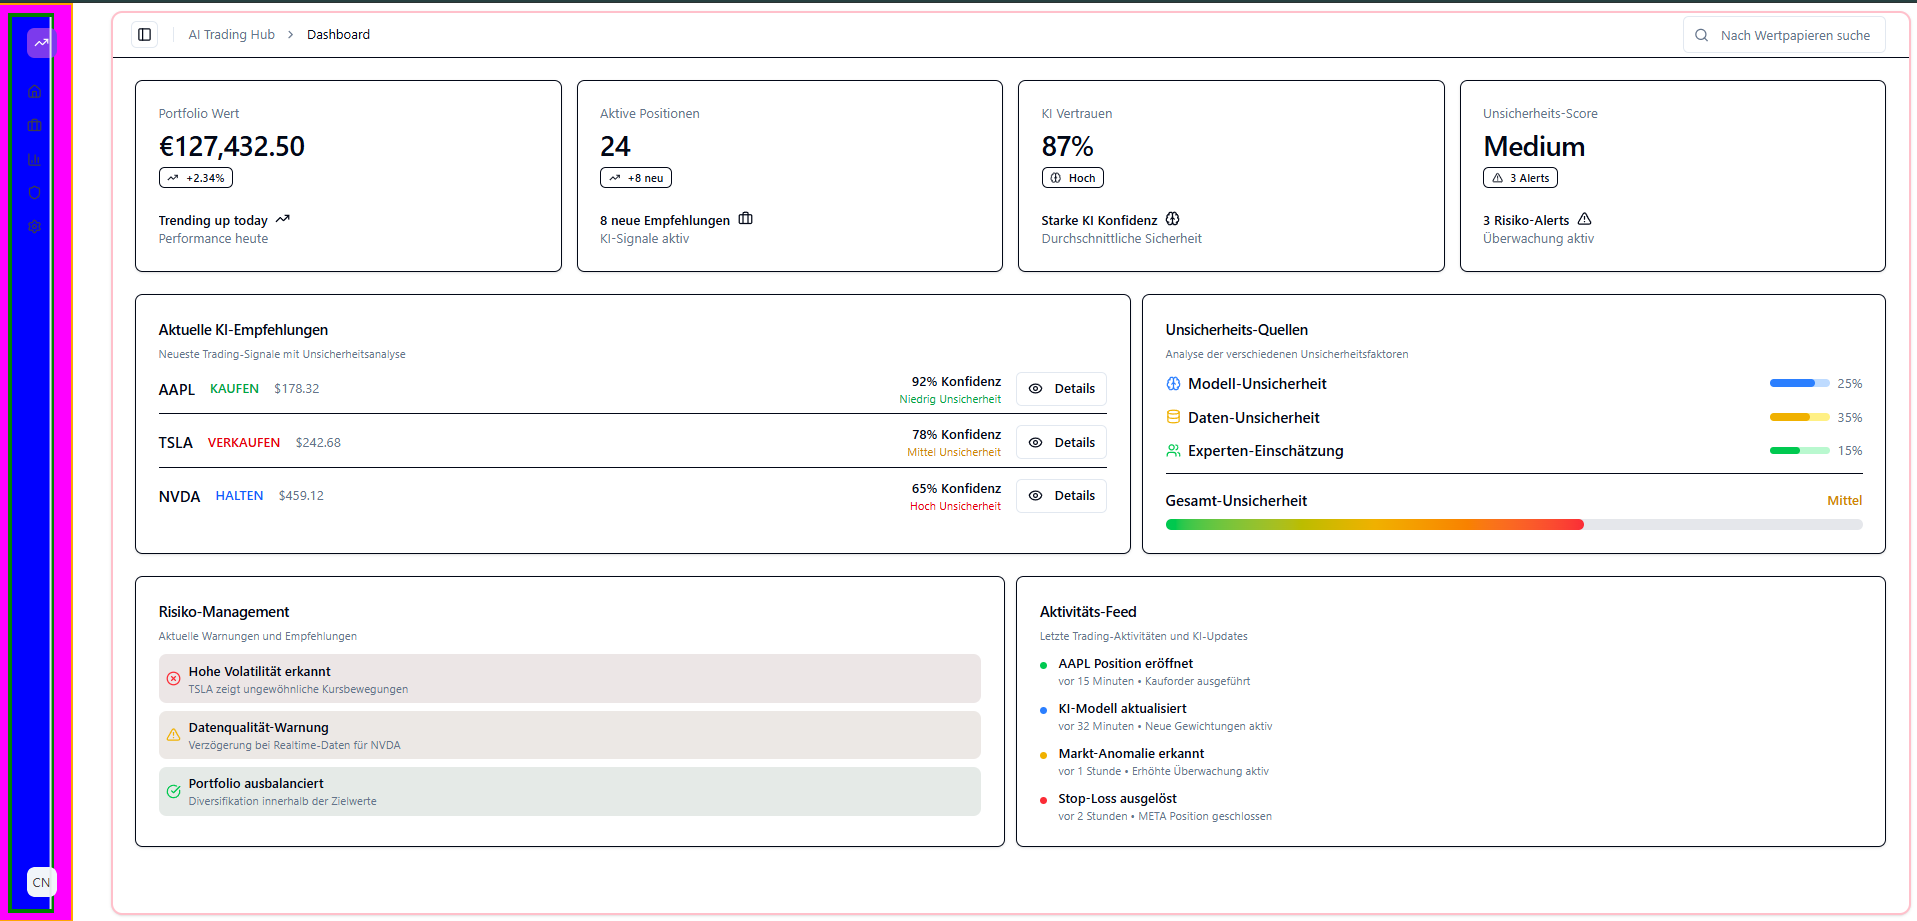 AI Trading Hub > Dashboard
Nach Wertpapieren suche
Portfolio Wert
€127,432.50
+2.34%
Trending up today
Performance heute
Aktive Positionen
24
+8 neu
8 neue Empfehlungen
KI-Signale aktiv
KI Vertrauen
87%
Hoch
Starke KI Konfidenz
Durchschnittliche Sicherheit
Unsicherheits-Score
Medium
3 Alerts
3 Risiko-Alerts
Überwachung aktiv
Aktuelle KI-Empfehlungen
Neueste Trading-Signale mit Unsicherheitsanalyse
AAPL KAUFEN $178.32
92% Konfidenz
Niedrig Unsicherheit
Details
TSLA VERKAUFEN $242.68
78% Konfidenz
Mittel Unsicherheit
Details
NVDA HALTEN $459.12
65% Konfidenz
Hoch Unsicherheit
Details
Unsicherheits-Quellen
Analyse der verschiedenen Unsicherheitsfaktoren
Modell-Unsicherheit 25%
Daten-Unsicherheit 35%
Experten-Einschätzung 15%
Gesamt-Unsicherheit Mittel
Risiko-Management
Aktuelle Warnungen und Empfehlungen
Hohe Volatilität erkannt
TSLA zeigt ungewöhnliche Kursbewegungen
Datenqualität-Warnung
Verzögerung bei Realtime-Daten für NVDA
Portfolio ausbalanciert
Diversifikation innerhalb der Zielwerte
Aktivitäts-Feed
Letzte Trading-Aktivitäten und KI-Updates
AAPL Position eröffnet
vor 15 Minuten • Kauforder ausgeführt
KI-Modell aktualisiert
vor 32 Minuten • Neue Gewichtungen aktiv
Markt-Anomalie erkannt
vor 1 Stunde • Erhöhte Überwachung aktiv
Stop-Loss ausgelöst
vor 2 Stunden • META Position geschlossen
CN